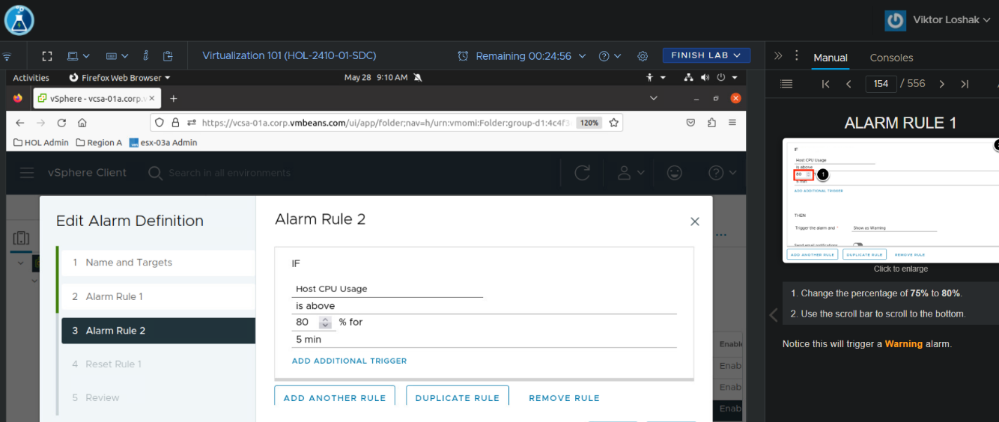 Viktor Loshak
Virtualization 101 (HOL-2410-01-SDC)
Remaining 00:24:56
FINISH LAB
Manual
Consoles
Activities
Firefox Web Browser
May 28 9:10 AM
154 / 556
vSphere - vcsa-01a.corp.v
https://vcsa-01a.corp.vmbeans.com/ui/app/folder;nav=h/urn:vmomi:Folder:group-d1:4c4f3
120%
HOL Admin
Region A
esx-03a Admin
vSphere Client
Search in all environments
Edit Alarm Definition
1 Name and Targets
2 Alarm Rule 1
3 Alarm Rule 2
4 Reset Rule 1
5 Review
Alarm Rule 2
IF
Host CPU Usage
is above
80 % for
5 min
ADD ADDITIONAL TRIGGER
ADD ANOTHER RULE
DUPLICATE RULE
REMOVE RULE
Enable
Enab
Enab
Enab
ALARM RULE 1
IF
Host CPU Usage
is above
80 %
1
5 min
ADD ADDITIONAL TRIGGER
THEN
Trigger the alarm and * Show as Warning
Send email notifications
ADD ANOTHER RULE
DUPLICATE RULE
REMOVE RULE
Click to enlarge
1. Change the percentage of 75% to 80%.
2. Use the scroll bar to scroll to the bottom.
Notice this will trigger a Warning alarm.